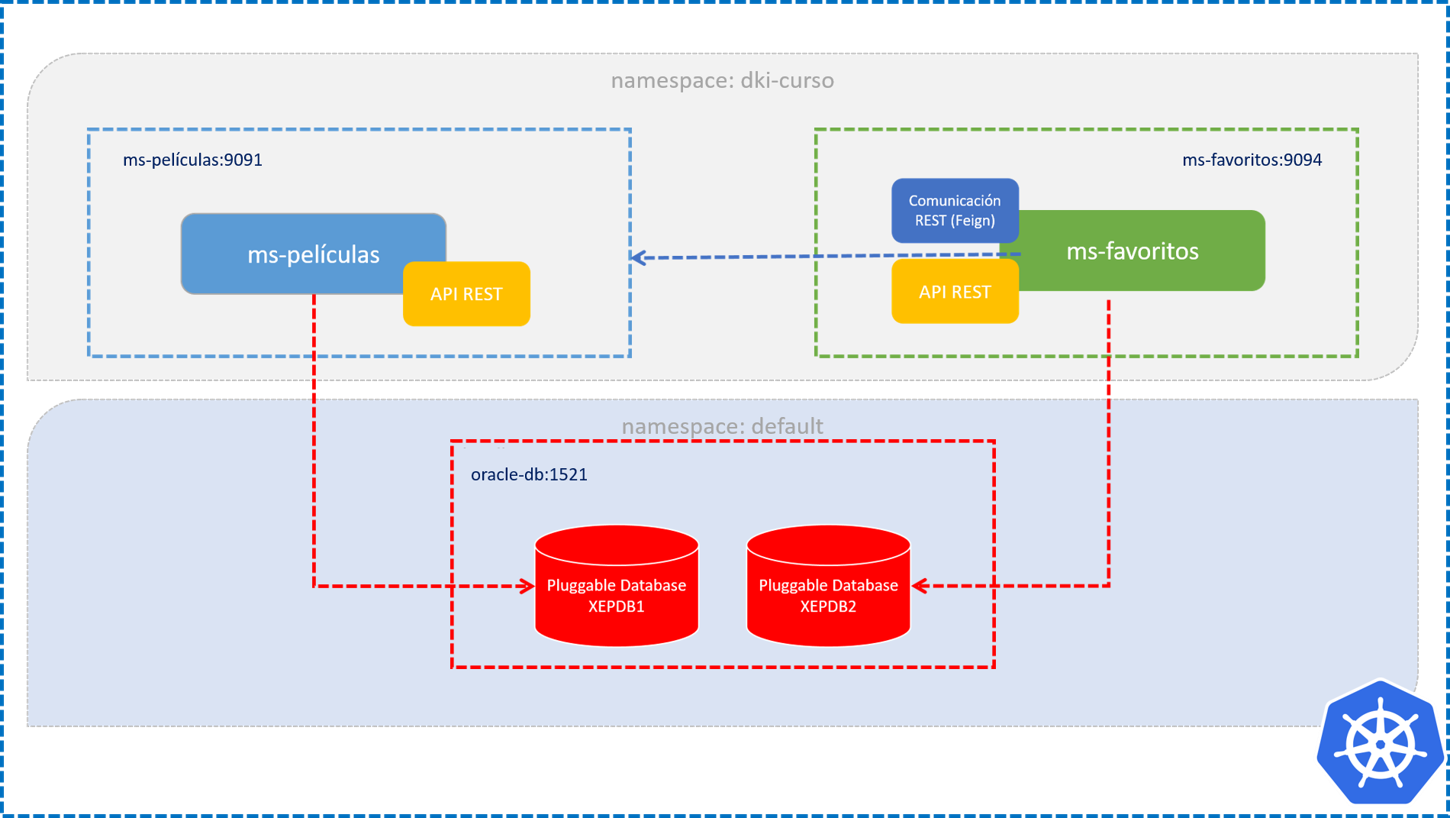 namespace: dki-curso
ms-películas:9091
ms-favoritos:9094
Comunicación
REST (Feign)
ms-películas
ms-favoritos
API REST
API REST
namespace: default
oracle-db:1521
Pluggable Database
XEPDB1
Pluggable Database
XEPDB2